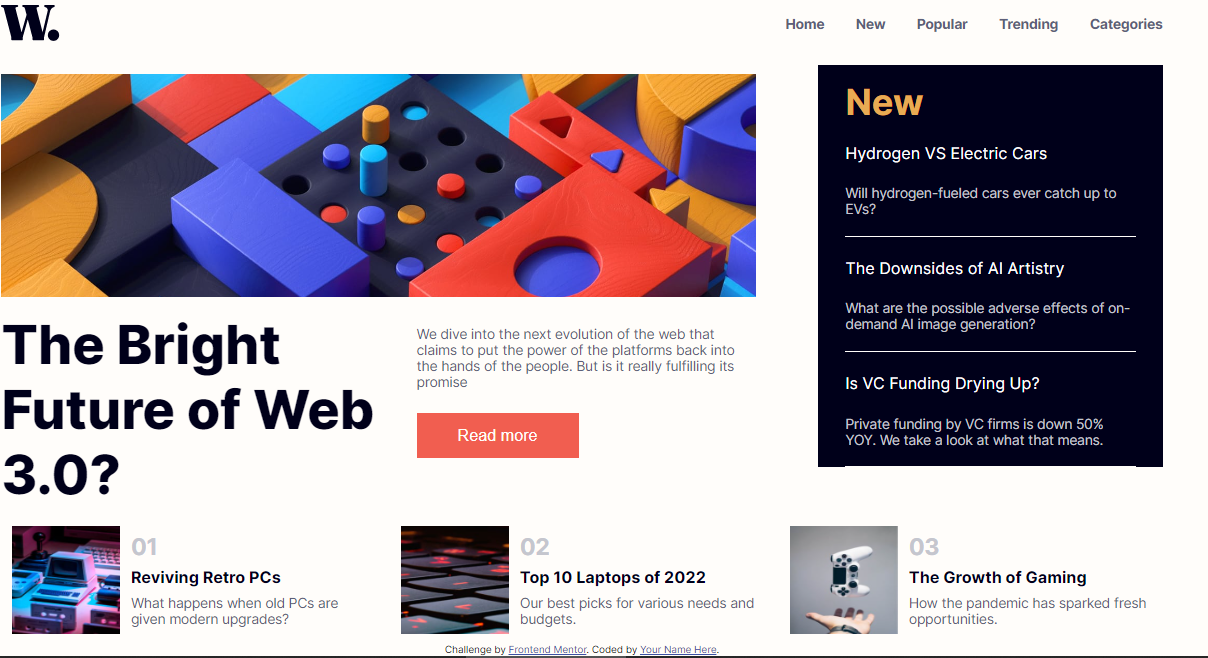 W.
Home New Popular Trending Categories
New
Hydrogen VS Electric Cars
Will hydrogen-fueled cars ever catch up to
EVs?
The Downsides of AI Artistry
What are the possible adverse effects of on-
demand AI image generation?
Is VC Funding Drying Up?
Private funding by VC firms is down 50%
YOY. We take a look at what that means.
The Bright
Future of Web
3.0?
We dive into the next evolution of the web that
claims to put the power of the platforms back into
the hands of the people. But is it really fulfilling its
promise
Read more
01
Reviving Retro PCs
What happens when old PCs are
given modern upgrades?
02
Top 10 Laptops of 2022
Our best picks for various needs and
budgets.
03
The Growth of Gaming
How the pandemic has sparked fresh
opportunities.
Challenge by Frontend Mentor. Coded by Your Name Here.